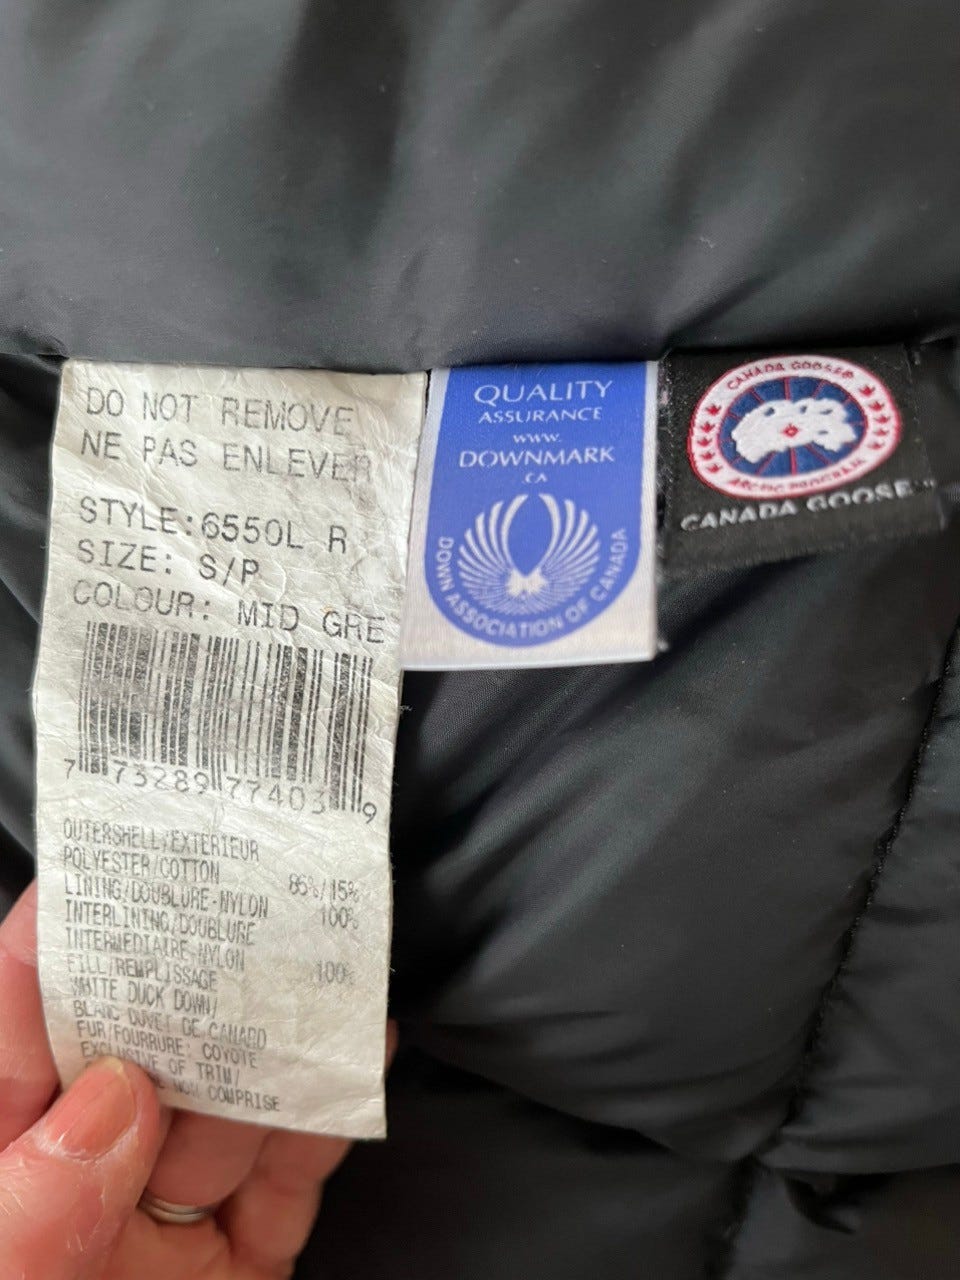 DO NOT REMOVE
NE PAS ENLEVER
STYLE: 6550L R
SIZE: S/P
COLOUR: MID GRE
7 73289 77403 9
OUTERSHELL/EXTERIEUR
POLYESTER/COTTON 85%/15%
LINING/DOUBLURE-NYLON 100%
INTERLINING/DOUBLURE
INTERMEDIAIRE-NYLON 100%
FILL/REMPLISSAGE
WHITE DUCK DOWN/
BLANC DUVET DE CANARD
FUR/FOURRURE: COYOTE
EXCLUSIVE OF TRIM/
NON COMPRISE
QUALITY
ASSURANCE
www.
DOWNMARK
.CA
DOWN ASSOCIATION OF CANADA
CANADA GOOSE®
ARCTIC PROGRAM
CANADA GOOSE